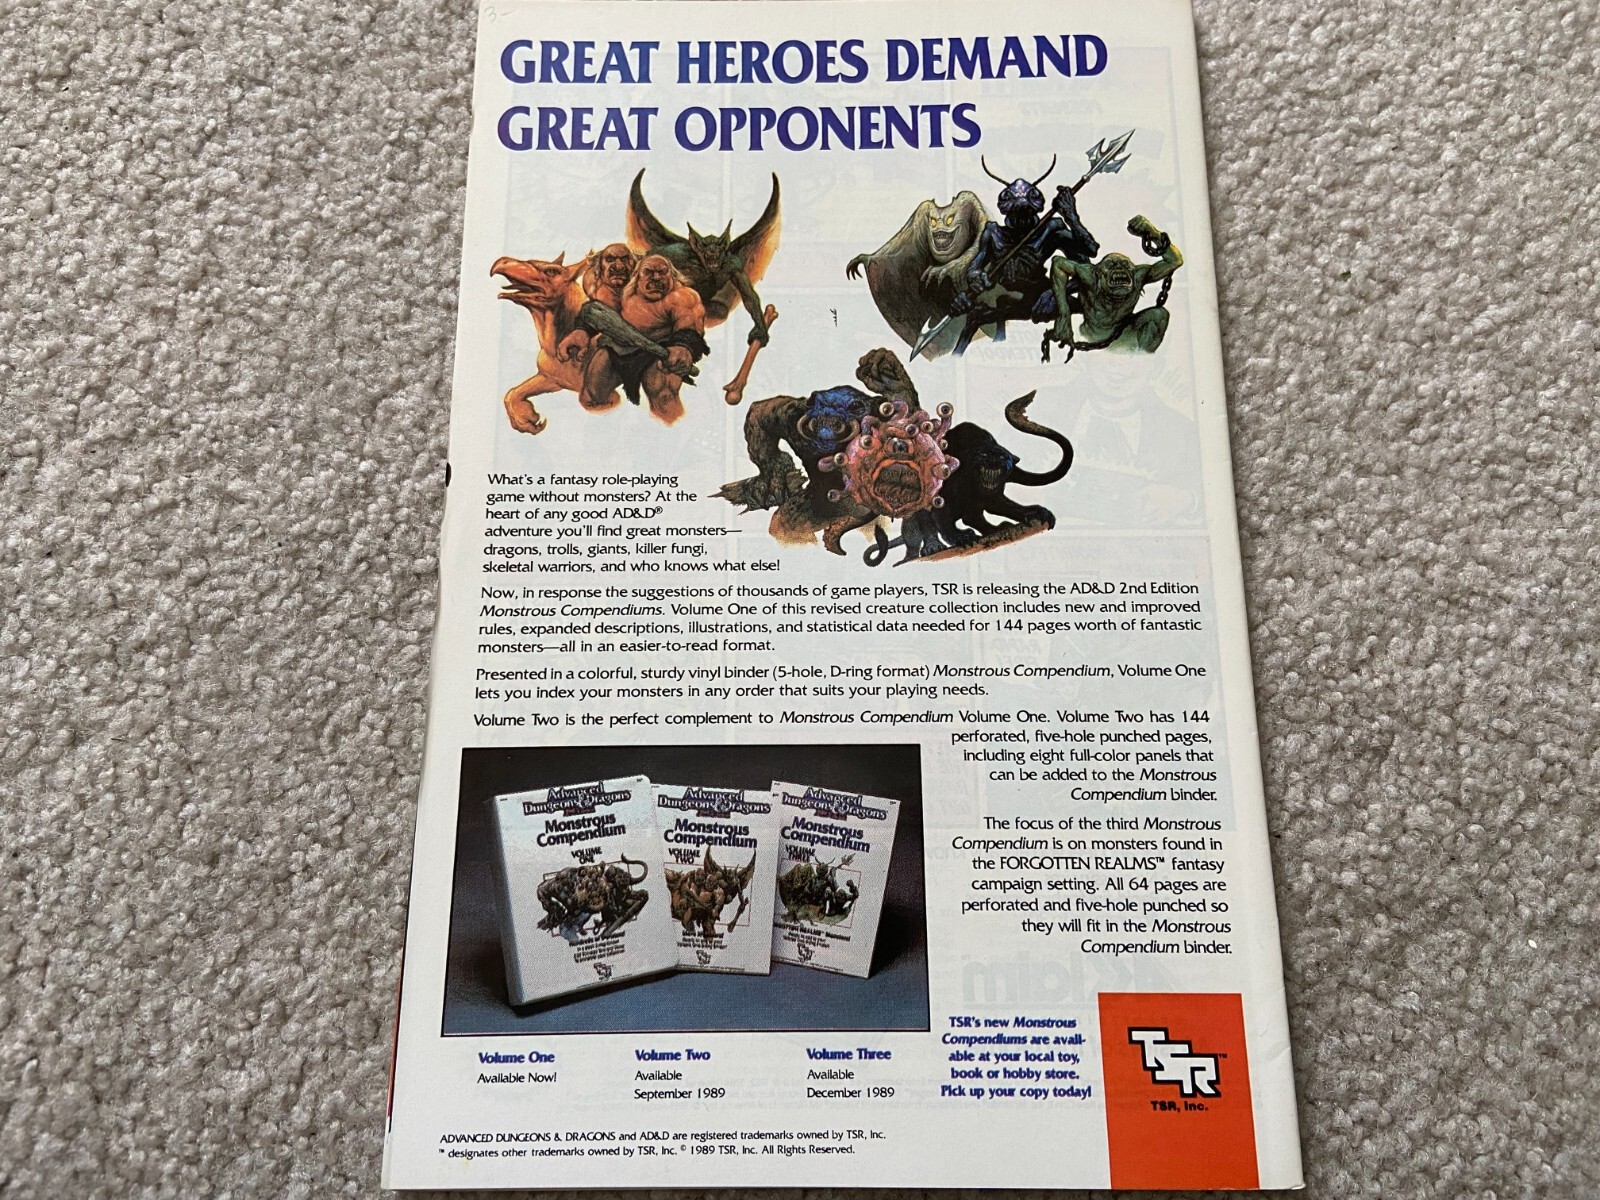 3-
GREAT HEROES DEMAND
GREAT OPPONENTS
What's a fantasy role-playing
game without monsters? At the
heart of any good AD&D®
adventure you'll find great monsters—
dragons, trolls, giants, killer fungi,
skeletal warriors, and who knows what else!
Now, in response the suggestions of thousands of game players, TSR is releasing the AD&D 2nd Edition
Monstrous Compendiums. Volume One of this revised creature collection includes new and improved
rules, expanded descriptions, illustrations, and statistical data needed for 144 pages worth of fantastic
monsters—all in an easier-to-read format.
Presented in a colorful, sturdy vinyl binder (5-hole, D-ring format) Monstrous Compendium, Volume One
lets you index your monsters in any order that suits your playing needs.
Volume Two is the perfect complement to Monstrous Compendium Volume One. Volume Two has 144
perforated, five-hole punched pages,
including eight full-color panels that
can be added to the Monstrous
Compendium binder.
The focus of the third Monstrous
Compendium is on monsters found in
the FORGOTTEN REALMS™ fantasy
campaign setting. All 64 pages are
perforated and five-hole punched so
they will fit in the Monstrous
Compendium binder.
Advanced
Dungeons & Dragons
Monstrous
Compendium
VOLUME
ONE
Advanced
Dungeons & Dragons
Monstrous
Compendium
VOLUME
TWO
Advanced
Dungeons & Dragons
Monstrous
Compendium
VOLUME
THREE
Volume One
Available Now!
Volume Two
Available
September 1989
Volume Three
Available
December 1989
TSR's new Monstrous
Compendiums are avail-
able at your local toy,
book or hobby store.
Pick up your copy today!
TSR™
TSR, Inc.
ADVANCED DUNGEONS & DRAGONS and AD&D are registered trademarks owned by TSR, Inc.
™ designates other trademarks owned by TSR, Inc. © 1989 TSR, Inc. All Rights Reserved.